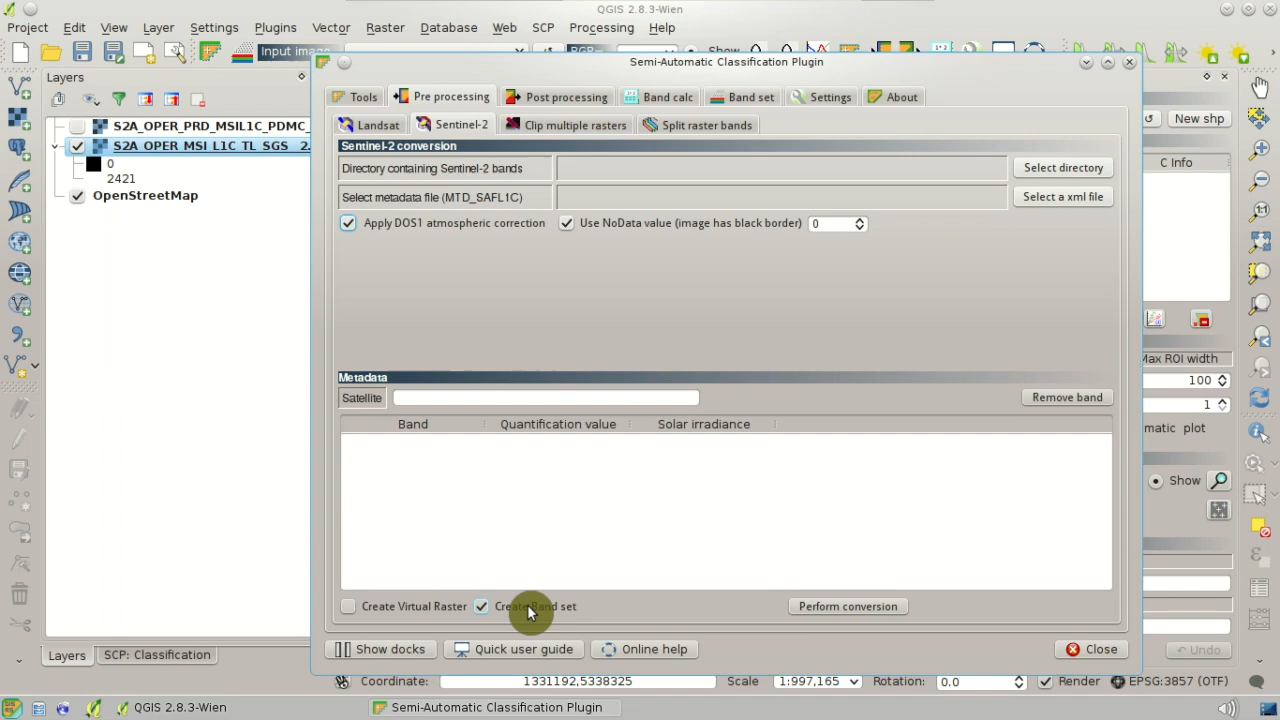 QGIS 2.8.3-Wien
Project Edit View Layer Settings Plugins Vector Raster Database Web SCP Processing Help
Input image RGB= Show
Layers
S2A_OPER_PRD_MSIL1C_PDMC_
S2A_OPER_MSI_L1C_TL_SGS_ 2.
0
2421
OpenStreetMap
Semi-Automatic Classification Plugin
Tools Pre processing Post processing Band calc Band set Settings About
Landsat Sentinel-2 Clip multiple rasters Split raster bands
Sentinel-2 conversion
Directory containing Sentinel-2 bands Select directory
Select metadata file (MTD_SAFL1C) Select a xml file
Apply DOS1 atmospheric correction Use NoData value (image has black border) 0
Metadata
Satellite Remove band
Band Quantification value Solar irradiance
Create Virtual Raster Create Band set Perform conversion
Show docks Quick user guide Online help Close
New shp
C Info
Max ROI width
100
1
matic plot
Show
Undo
Layers SCP: Classification
Coordinate: 1331192,5338325 Scale 1:997,165 Rotation: 0.0 Render EPSG:3857 (OTF)
QGIS 2.8.3-Wien Semi-Automatic Classification Plugin